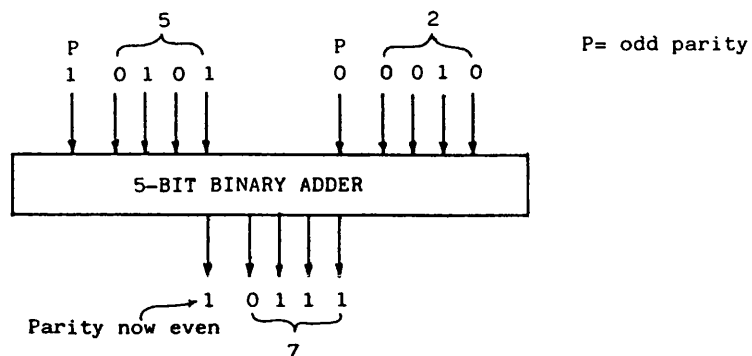 5 2
P P P= odd parity
1 0 1 0 1 0 0 0 1 0
5-BIT BINARY ADDER
1 0 1 1 1
Parity now even
7